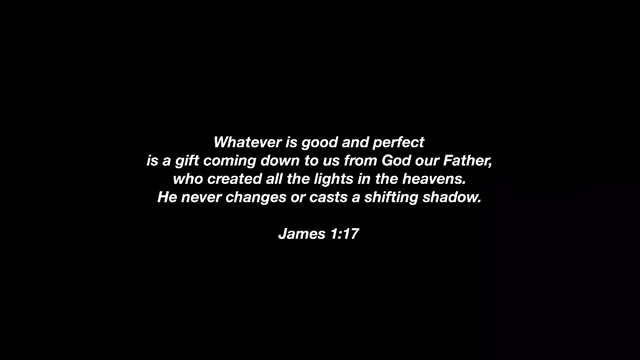 Whatever is good and perfect
is a gift coming down to us from God our Father,
who created all the lights in the heavens.
He never changes or casts a shifting shadow.
James 1:17